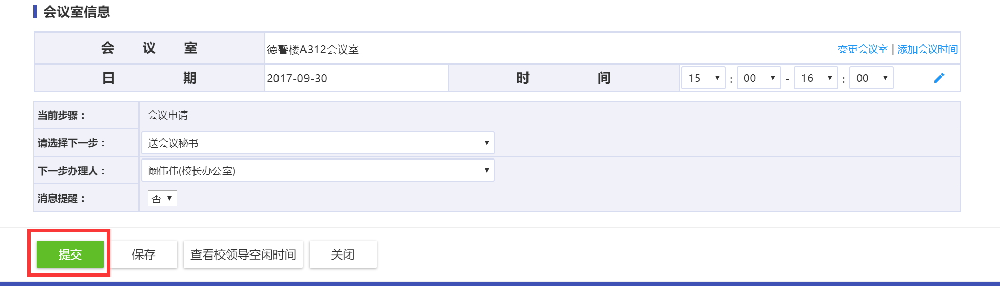 会议室信息
会 议 室 德馨楼A312会议室 变更会议室 | 添加会议时间
日 期 2017-09-30 时 间 15 : 00 - 16 : 00
当前步骤： 会议申请
请选择下一步： 送会议秘书
下一步办理人： 阚伟伟(校长办公室)
消息提醒： 否
提交 保存 查看校领导空闲时间 关闭